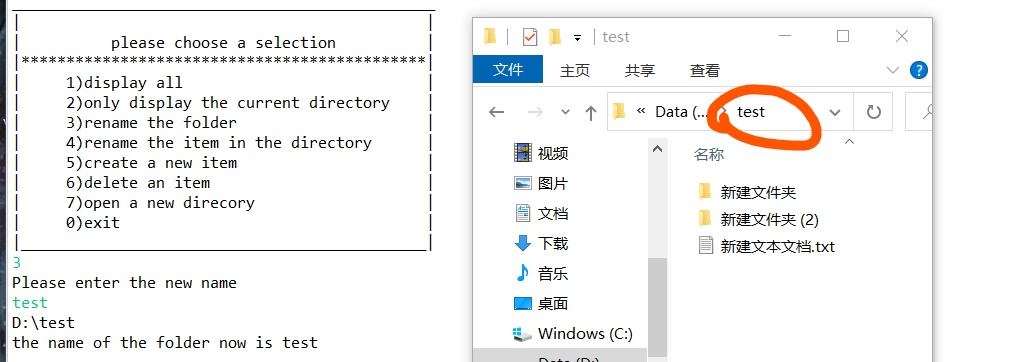 please choose a selection
|*********************************************|
1)display all
2)only display the current directory
3)rename the folder
4)rename the item in the directory
5)create a new item
6)delete an item
7)open a new direcory
0)exit
3
Please enter the new name
test
D:\test
the name of the folder now is test
test
文件 主页 共享 查看
« Data (... test
名称
视频
图片
文档
下载
音乐
桌面
Windows (C:)
Data (D:)
新建文件夹
新建文件夹 (2)
新建文本文档.txt